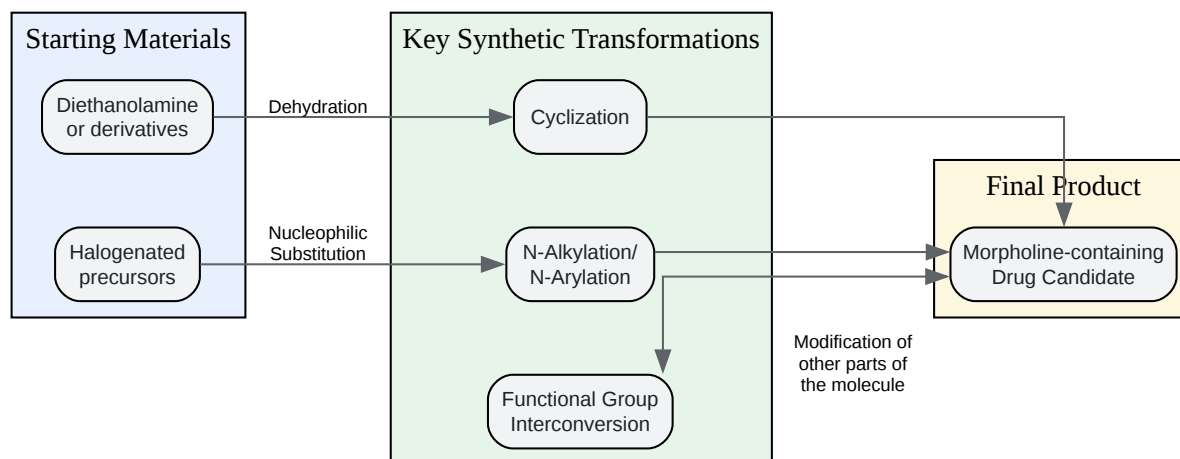 Starting Materials
Key Synthetic Transformations
Diethanolamine
or derivatives
Dehydration
Cyclization
Final Product
Halogenated
precursors
Nucleophilic
Substitution
N-Alkylation/
N-Arylation
Morpholine-containing
Drug Candidate
Modification of
other parts of
the molecule
Functional Group
Interconversion